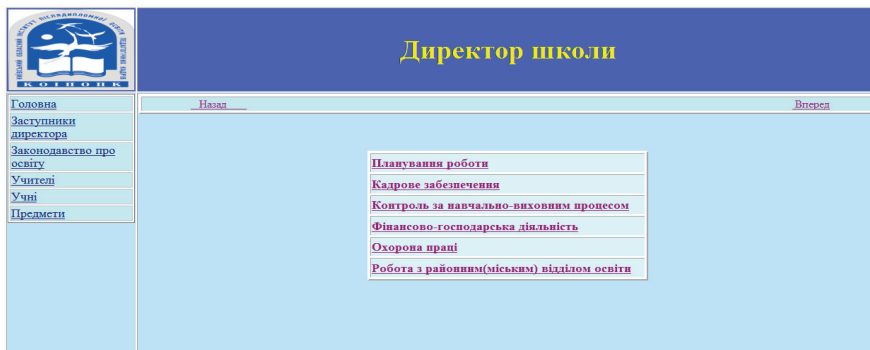 КОІПОПК
Директор школи
Назад
Вперед
Головна
Заступники
директора
Законодавство про
освіту
Учителі
Учні
Предмети
Планування роботи
Кадрове забезпечення
Контроль за навчально-виховним процесом
Фінансово-господарська діяльність
Охорона праці
Робота з районним(міським) відділом освіти